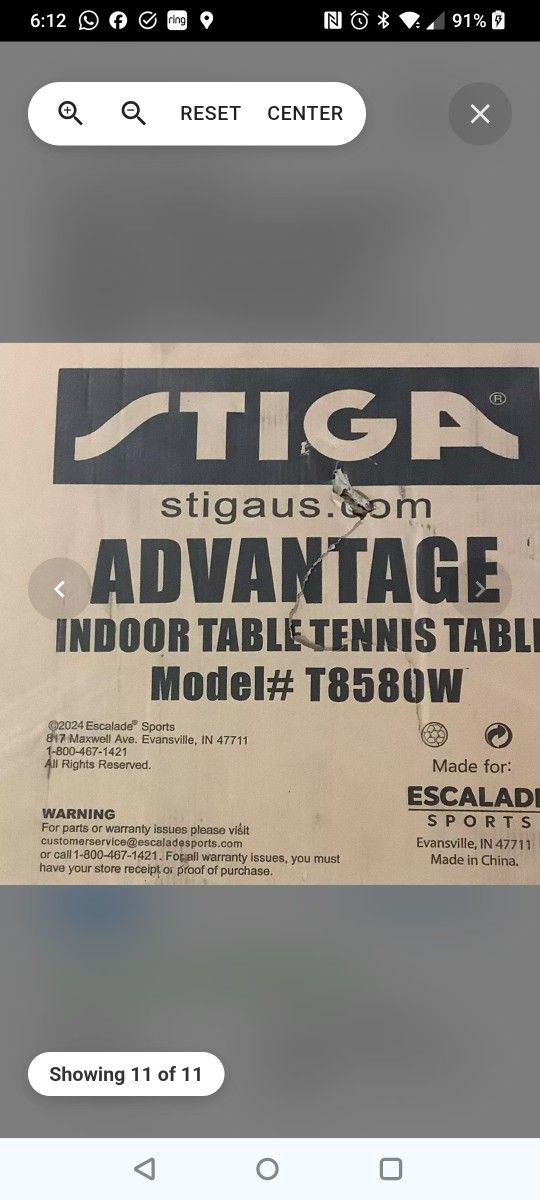 6:12
ring
91%
RESET CENTER
STIGA®
stigaus.com
ADVANTAGE
INDOOR TABLE TENNIS TABL
Model# T8580W
©2024 Escalade® Sports
817 Maxwell Ave. Evansville, IN 47711
1-800-467-1421
All Rights Reserved.
Made for:
ESCALAD
SPORTS
Evansville, IN 47711
Made in China.
WARNING
For parts or warranty issues please visit
customerservice@escaladesports.com
or call 1-800-467-1421. For all warranty issues, you must
have your store receipt or proof of purchase.
Showing 11 of 11